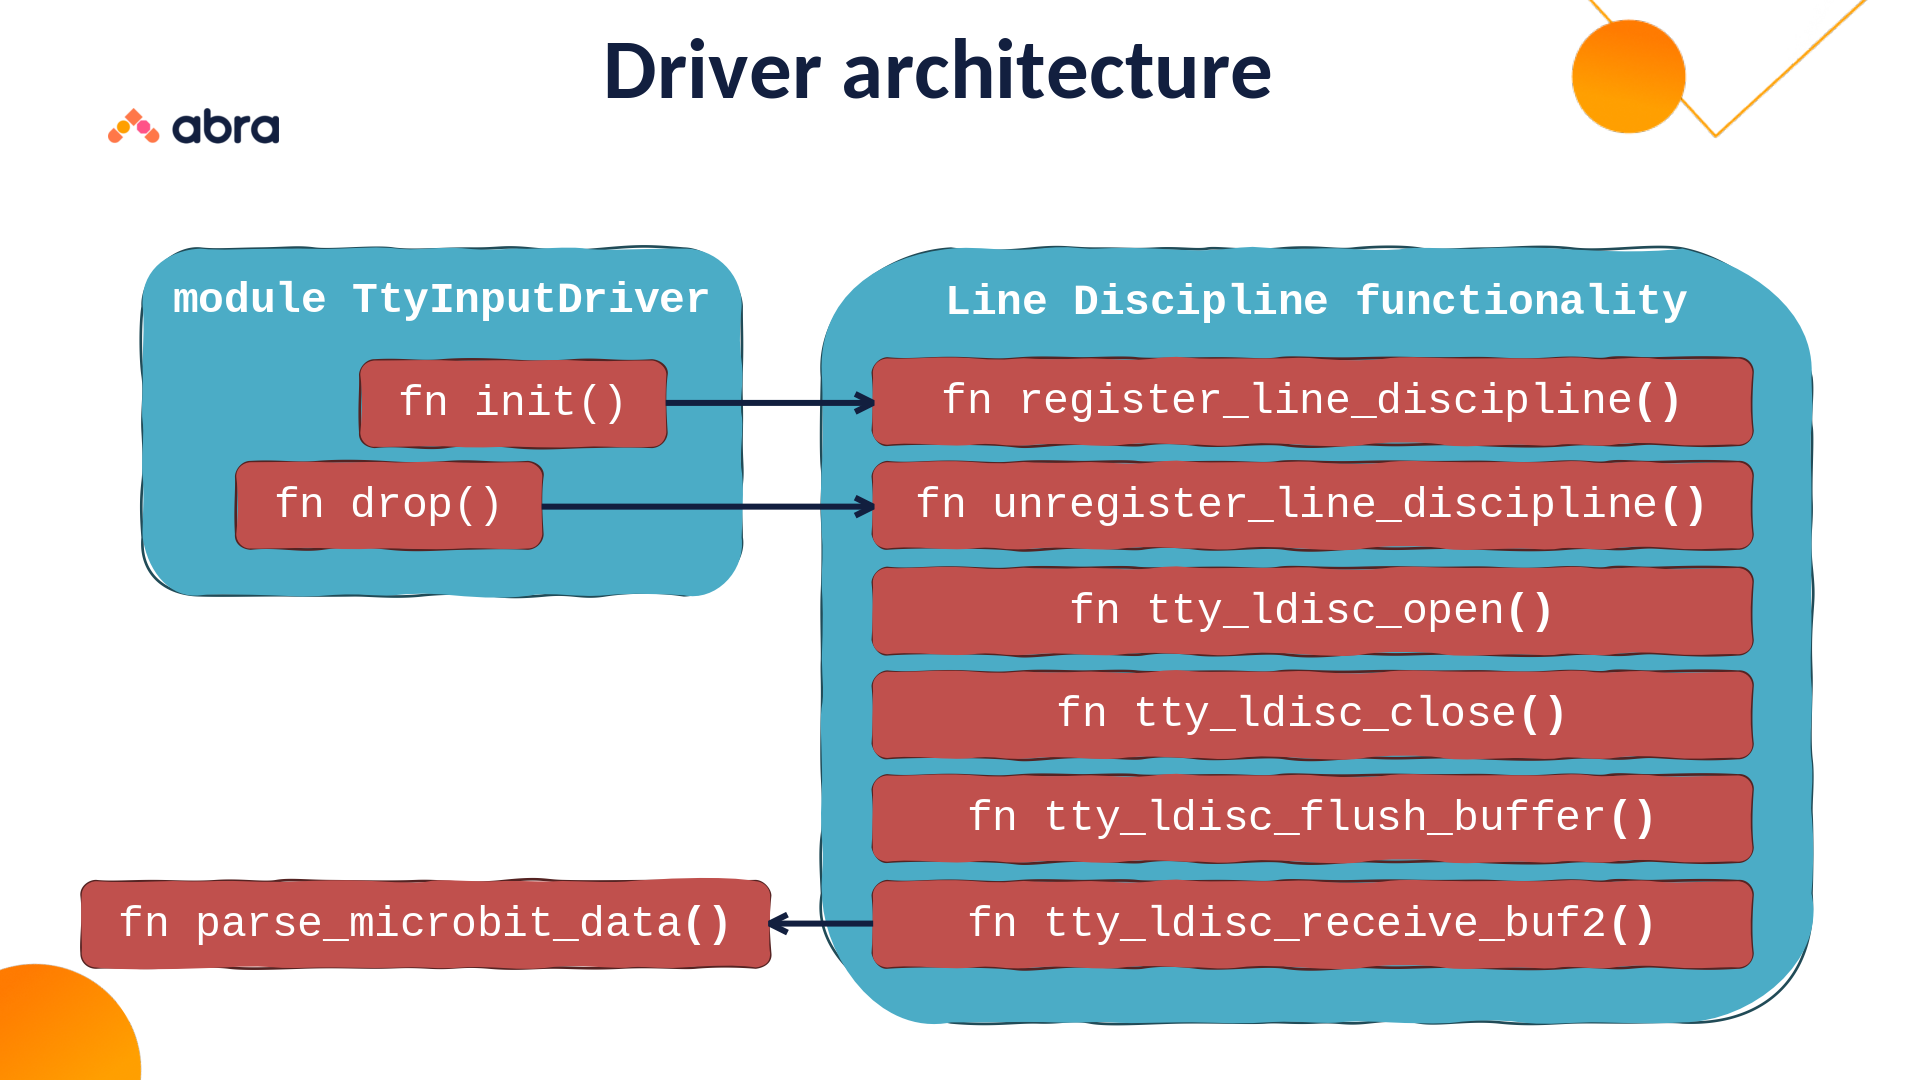 Driver architecture
abra
module TtyInputDriver
fn init()
fn drop()
Line Discipline functionality
fn register_line_discipline()
fn unregister_line_discipline()
fn tty_ldisc_open()
fn tty_ldisc_close()
fn tty_ldisc_flush_buffer()
fn tty_ldisc_receive_buf2()
fn parse_microbit_data()